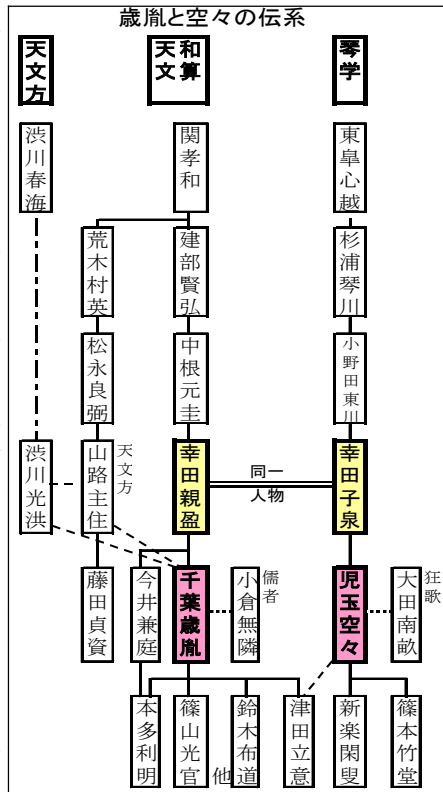 歳胤と空々の伝系
天文方
和算
天文
琴学
渋川春海
関孝和
東皐心越
荒木村英
建部賢弘
杉浦琴川
松永良弼
中根元圭
小野田東川
渋川光洪
山路主住
天文方
幸田親盈
同一
人物
幸田子泉
藤田貞資
今井兼庭
千葉歳胤
小倉無隣
儒者
児玉空々
大田南畝
狂歌
本多利明
篠山光官
他
鈴木布道
津田立意
新楽閑叟
篠本竹堂